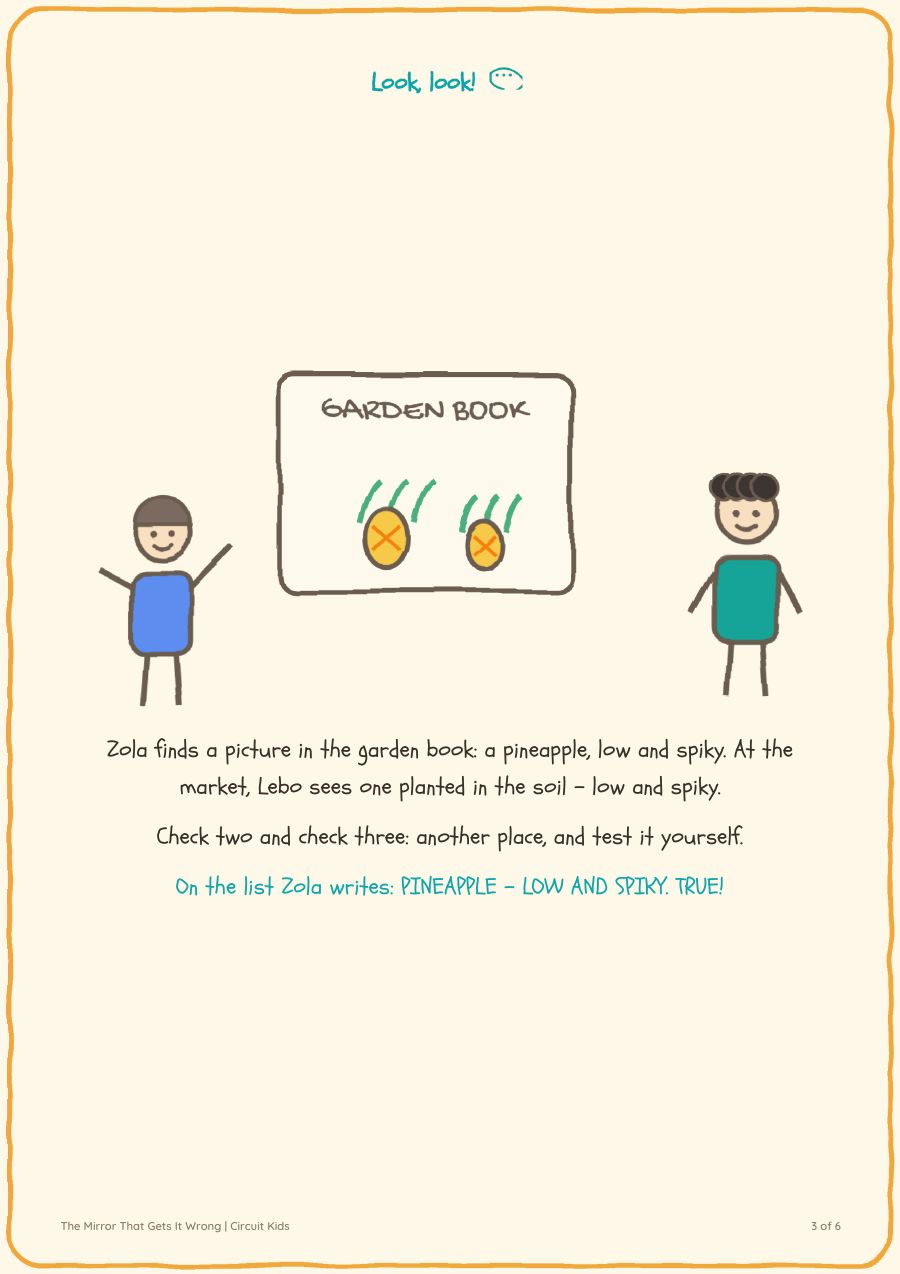 Look, look!
GARDEN BOOK
Zola finds a picture in the garden book: a pineapple, low and spiky. At the
market, Lebo sees one planted in the soil – low and spiky.
Check two and check three: another place, and test it yourself.
On the list Zola writes: PINEAPPLE – LOW AND SPIKY. TRUE!
The Mirror That Gets It Wrong | Circuit Kids
3 of 6